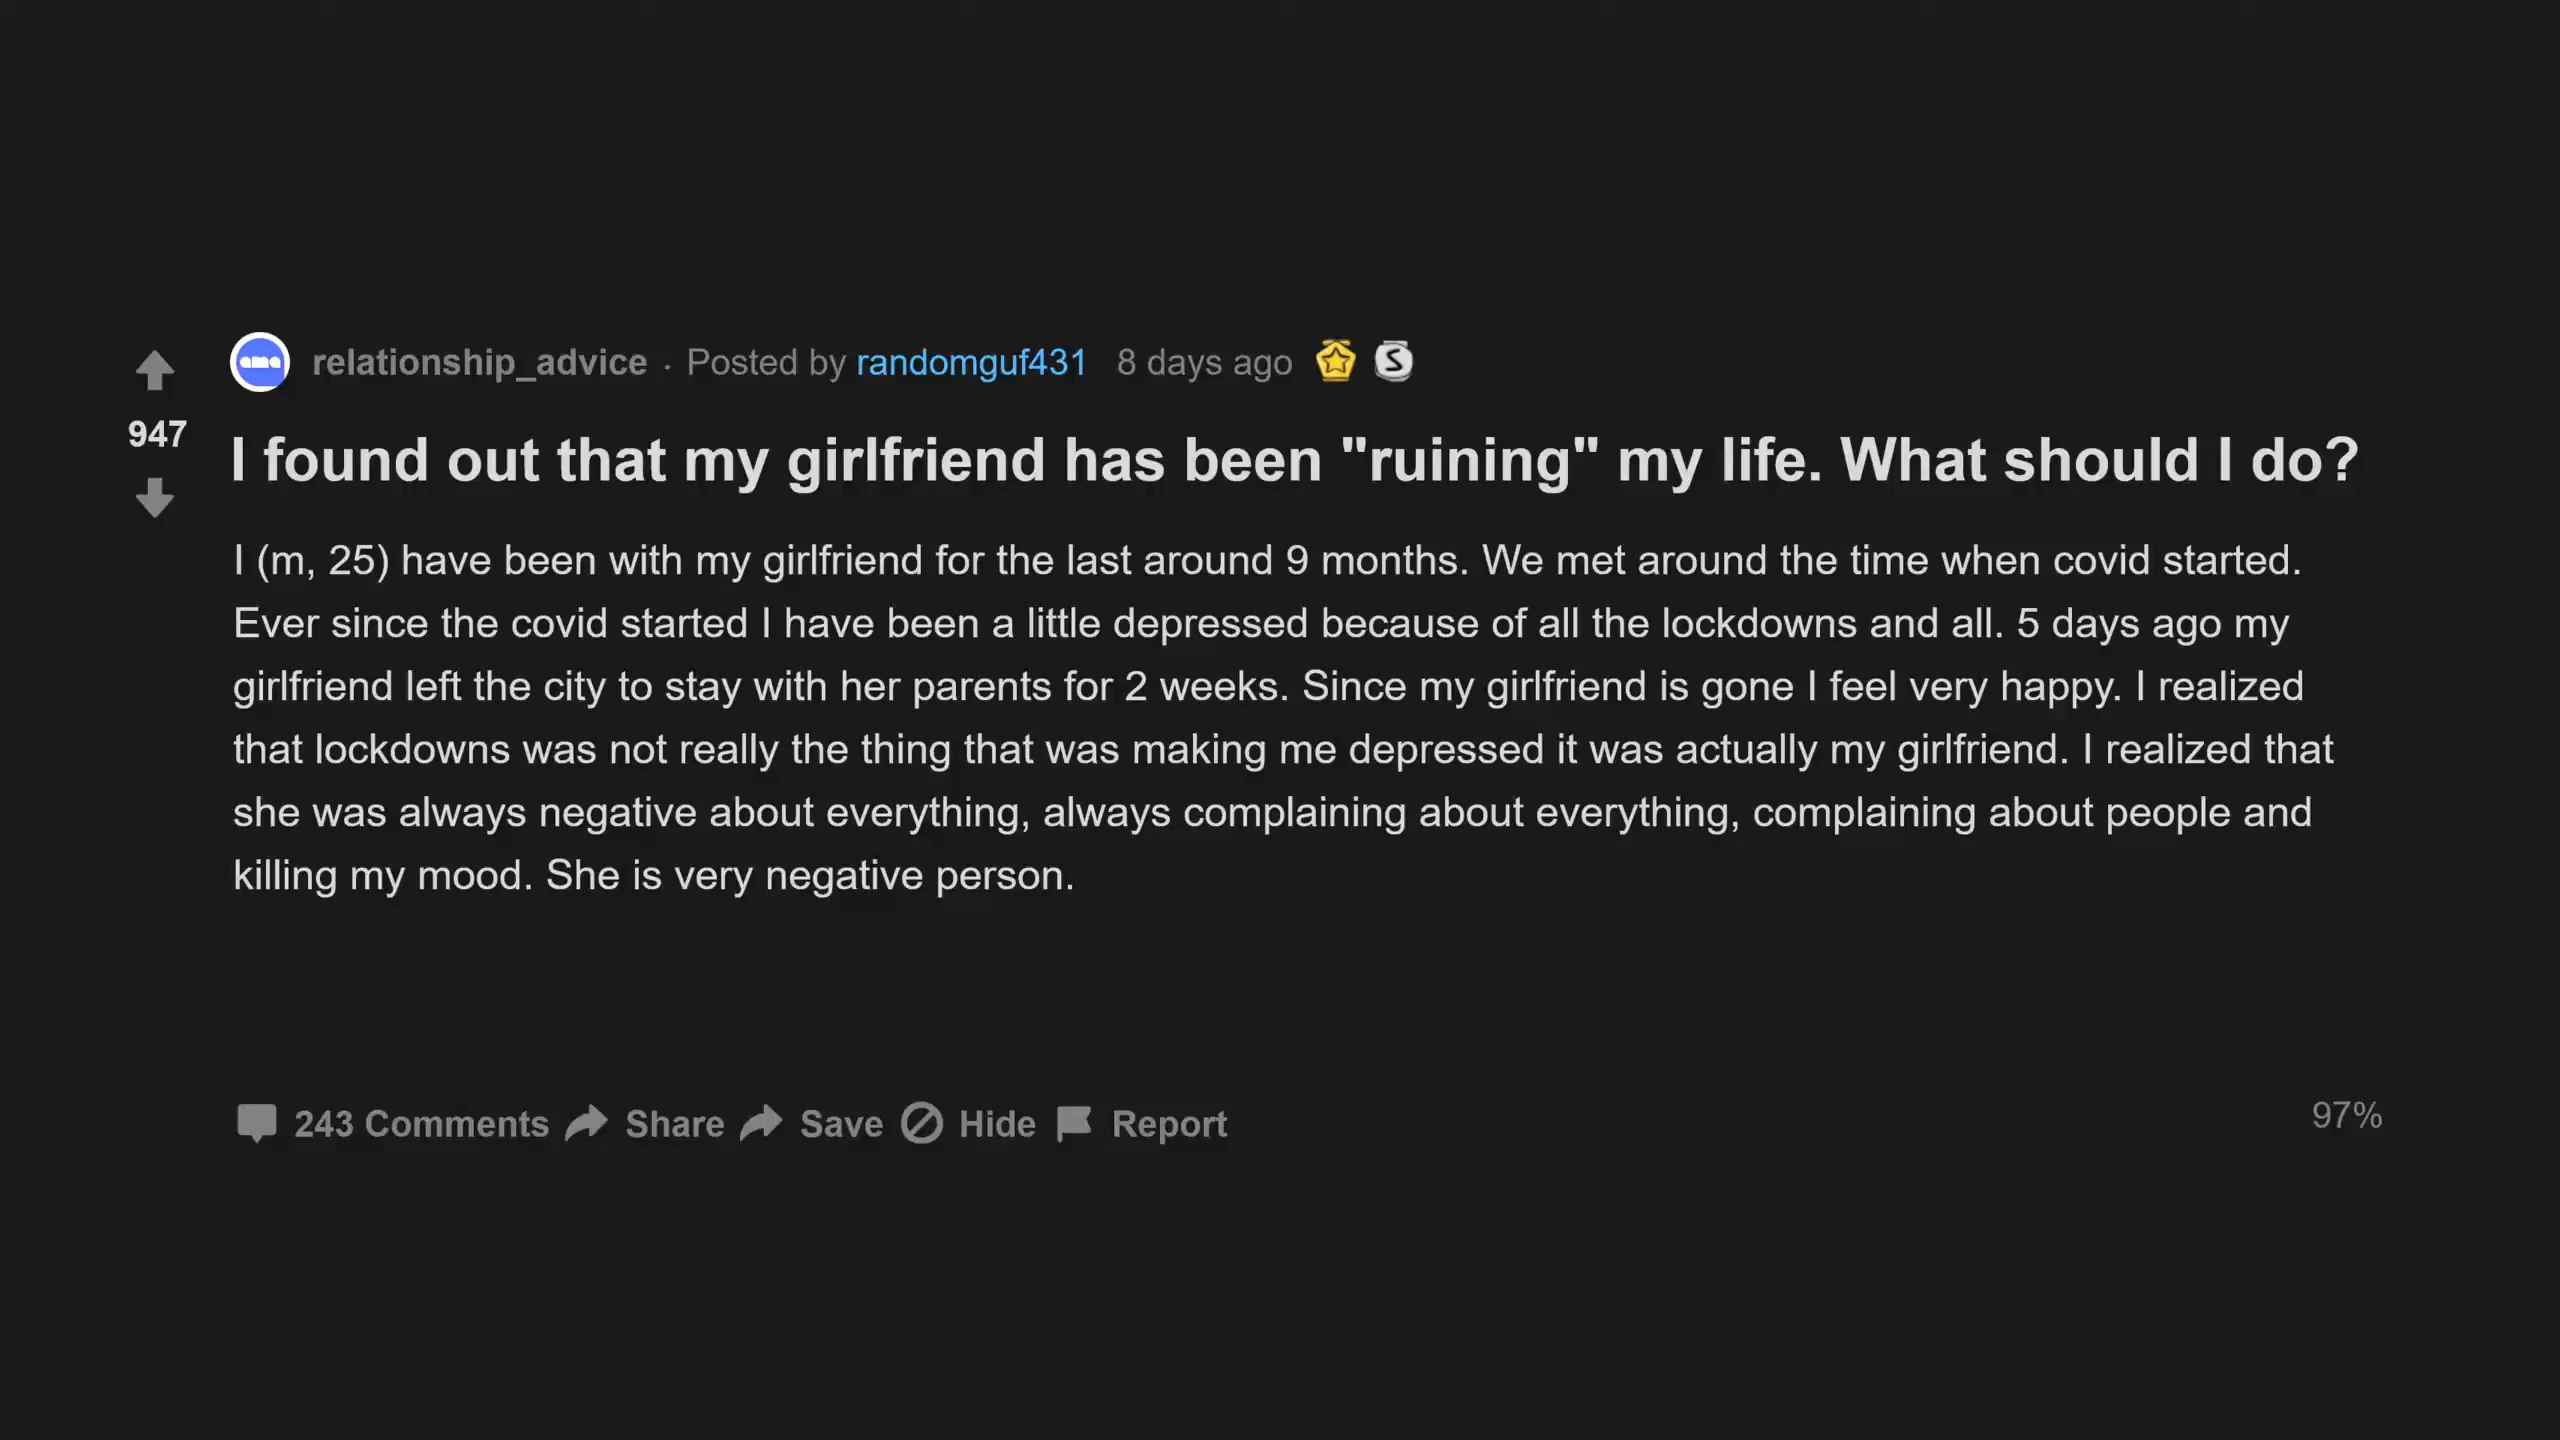 relationship_advice · Posted by randomguf431 8 days ago
947
I found out that my girlfriend has been "ruining" my life. What should I do?
I (m, 25) have been with my girlfriend for the last around 9 months. We met around the time when covid started.
Ever since the covid started I have been a little depressed because of all the lockdowns and all. 5 days ago my
girlfriend left the city to stay with her parents for 2 weeks. Since my girlfriend is gone I feel very happy. I realized
that lockdowns was not really the thing that was making me depressed it was actually my girlfriend. I realized that
she was always negative about everything, always complaining about everything, complaining about people and
killing my mood. She is very negative person.
243 Comments Share Save Hide Report
97%